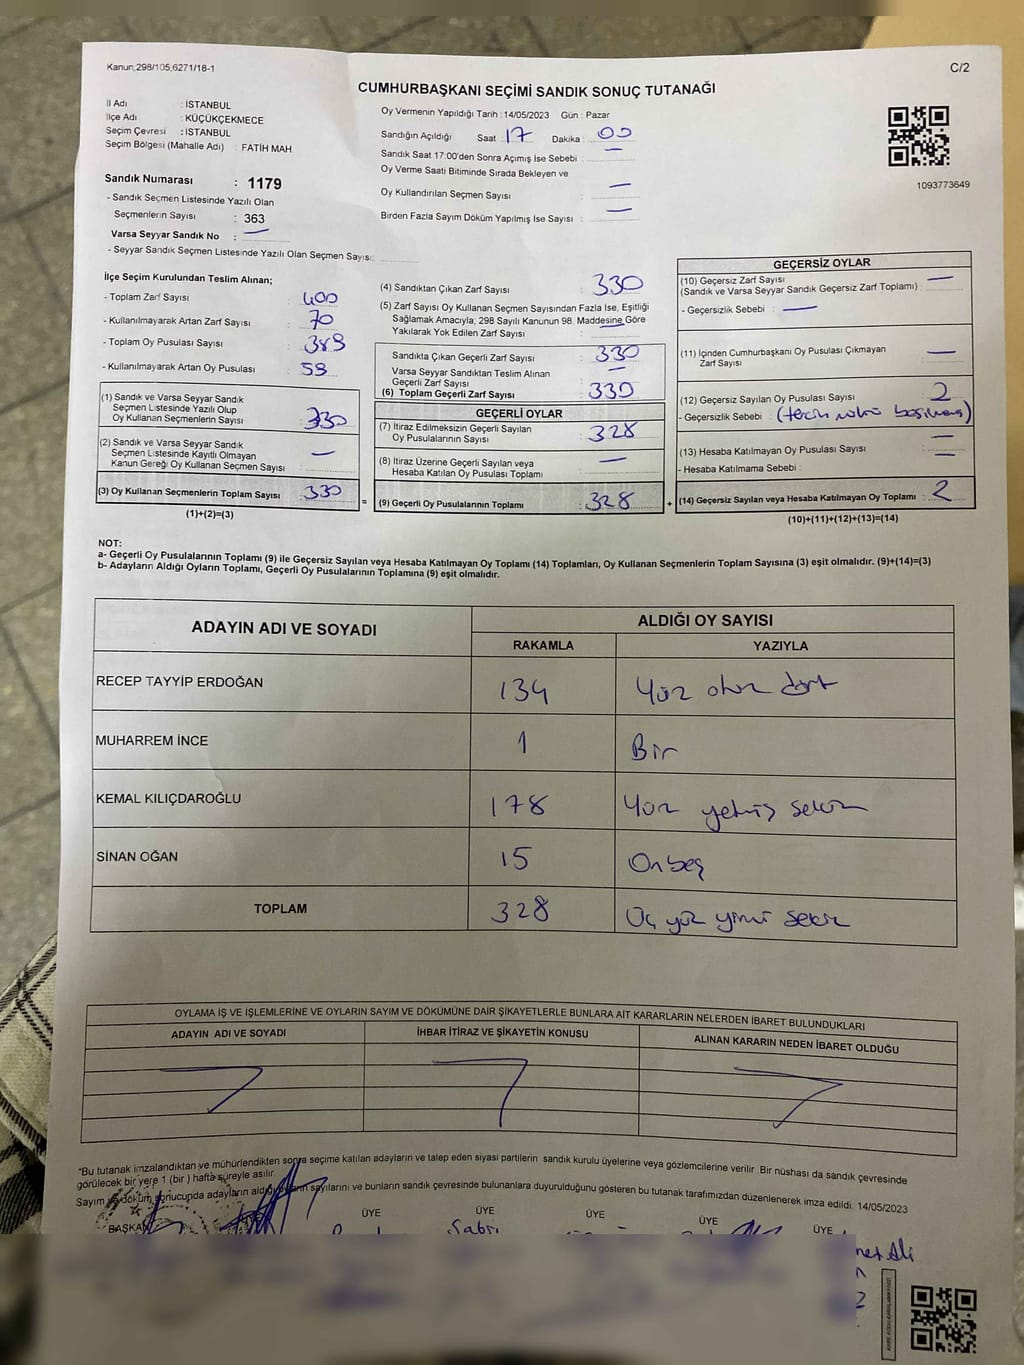 Kanun,298/105,6271/18-1
C/2
CUMHURBAŞKANI SEÇİMİ SANDIK SONUÇ TUTANAĞI
İl Adı : İSTANBUL
İlçe Adı : KÜÇÜKÇEKMECE
Seçim Çevresi : İSTANBUL
Seçim Bölgesi (Mahalle Adı) : FATİH MAH
Sandık Numarası : 1179
- Sandık Seçmen Listesinde Yazılı Olan
Seçmenlerin Sayısı : 363
Varsa Seyyar Sandık No : —
- Seyyar Sandık Seçmen Listesinde Yazılı Olan Seçmen Sayısı:
Oy Vermenin Yapıldığı Tarih : 14/05/2023 Gün : Pazar
Sandığın Açıldığı Saat : 17 Dakika : 00
Sandık Saat 17:00'den Sonra Açımış İse Sebebi : —
Oy Verme Saati Bitiminde Sırada Bekleyen ve
Oy Kullandırılan Seçmen Sayısı : —
Birden Fazla Sayım Döküm Yapılmış İse Sayısı : —
1093773649
İlçe Seçim Kurulundan Teslim Alınan;
- Toplam Zarf Sayısı : 400
- Kullanılmayarak Artan Zarf Sayısı : 70
- Toplam Oy Pusulası Sayısı : 389
- Kullanılmayarak Artan Oy Pusulası : 59
(1) Sandık ve Varsa Seyyar Sandık
Seçmen Listesinde Yazılı Olup
Oy Kullanan Seçmenlerin Sayısı : 330
(2) Sandık ve Varsa Seyyar Sandık
Seçmen Listesinde Kayıtlı Olmayan
Kanun Gereği Oy Kullanan Seçmen Sayısı : —
(3) Oy Kullanan Seçmenlerin Toplam Sayısı : 330
(1)+(2)=(3)
=
(4) Sandıktan Çıkan Zarf Sayısı : 330
(5) Zarf Sayısı Oy Kullanan Seçmen Sayısından Fazla İse, Eşitliği
Sağlamak Amacıyla; 298 Sayılı Kanunun 98. Maddesine Göre
Yakılarak Yok Edilen Zarf Sayısı : —
Sandıkta Çıkan Geçerli Zarf Sayısı : 330
Varsa Seyyar Sandıktan Teslim Alınan
Geçerli Zarf Sayısı : —
(6) Toplam Geçerli Zarf Sayısı : 330
GEÇERLİ OYLAR
(7) İtiraz Edilmeksizin Geçerli Sayılan
Oy Pusulalarının Sayısı : 328
(8) İtiraz Üzerine Geçerli Sayılan veya
Hesaba Katılan Oy Pusulası Toplamı : —
(9) Geçerli Oy Pusulalarının Toplamı : 328
+
GEÇERSİZ OYLAR
(10) Geçersiz Zarf Sayısı
(Sandık ve Varsa Seyyar Sandık Geçersiz Zarf Toplamı) : —
- Geçersizlik Sebebi : —
(11) İçinden Cumhurbaşkanı Oy Pusulası Çıkmayan
Zarf Sayısı : —
(12) Geçersiz Sayılan Oy Pusulası Sayısı : 2
- Geçersizlik Sebebi : (tercih mührü basılmamış)
(13) Hesaba Katılmayan Oy Pusulası Sayısı : —
- Hesaba Katılmama Sebebi : —
(14) Geçersiz Sayılan veya Hesaba Katılmayan Oy Toplamı : 2
(10)+(11)+(12)+(13)=(14)
NOT:
a- Geçerli Oy Pusulalarının Toplamı (9) ile Geçersiz Sayılan veya Hesaba Katılmayan Oy Toplamı (14) Toplamları, Oy Kullanan Seçmenlerin Toplam Sayısına (3) eşit olmalıdır. (9)+(14)=(3)
b- Adayların Aldığı Oyların Toplamı, Geçerli Oy Pusulalarının Toplamına (9) eşit olmalıdır.
ADAYIN ADI VE SOYADI
ALDIĞI OY SAYISI
RAKAMLA YAZIYLA
RECEP TAYYİP ERDOĞAN 134 Yüz otuz dört
MUHARREM İNCE 1 Bir
KEMAL KILIÇDAROĞLU 178 Yüz yetmiş sekiz
SİNAN OĞAN 15 Onbeş
TOPLAM 328 Üç yüz yirmi sekiz
OYLAMA İŞ VE İŞLEMLERİNE VE OYLARIN SAYIM VE DÖKÜMÜNE DAİR ŞİKAYETLERLE BUNLARA AİT KARARLARIN NELERDEN İBARET BULUNDUKLARI
ADAYIN ADI VE SOYADI İHBAR İTİRAZ VE ŞİKAYETİN KONUSU ALINAN KARARIN NEDEN İBARET OLDUĞU
*Bu tutanak imzalandıktan ve mühürlendikten sonra seçime katılan adayların ve talep eden siyasi partilerin sandık kurulu üyelerine veya gözlemcilerine verilir. Bir nüshası da sandık çevresinde
görülecek bir yere 1 (bir) hafta süreyle asılır.
Sayım ve döküm sonucunda adayların aldığı oyların sayılarını ve bunların sandık çevresinde bulunanlara duyurulduğunu gösteren bu tutanak tarafımızdan düzenlenerek imza edildi. 14/05/2023
BAŞKAN ÜYE ÜYE ÜYE ÜYE ÜYE
Sabri
Ali